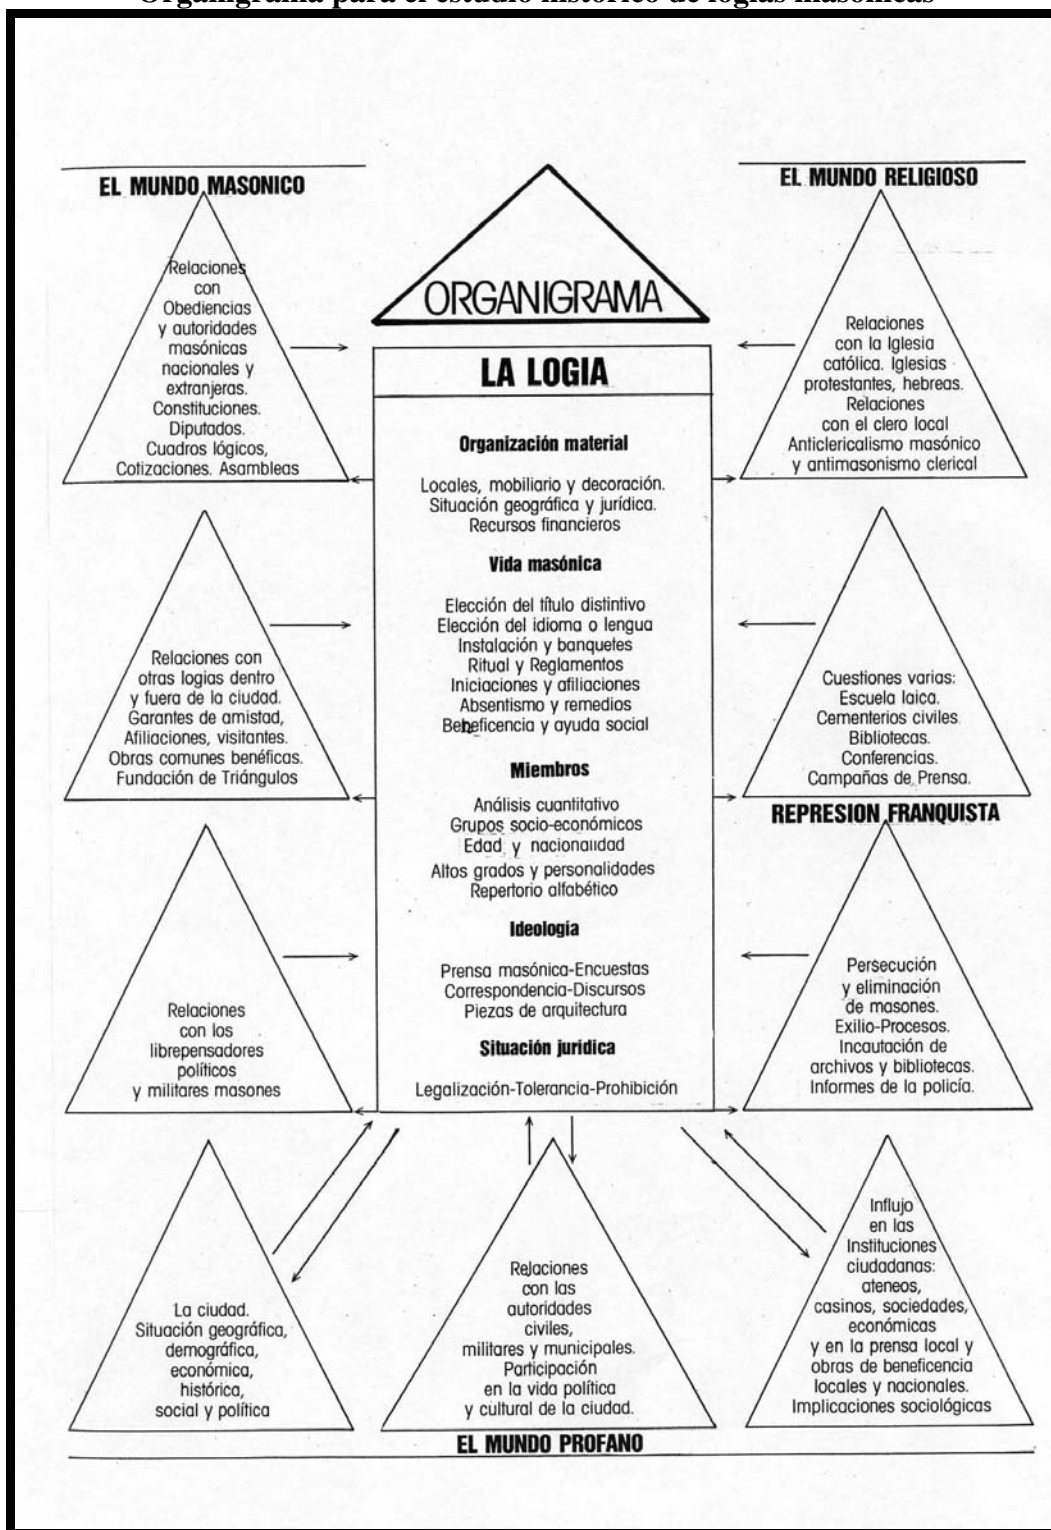 Organigrama para el estudio histórico de logias masónicas
EL MUNDO MASONICO
Relaciones
con
Obediencias
y autoridades
masónicas
nacionales y
extranjeras.
Constituciones.
Diputados.
Cuadros lógicos,
Cotizaciones. Asambleas
Relaciones con
otras logias dentro
y fuera de la ciudad.
Garantes de amistad,
Afiliaciones, visitantes.
Obras comunes benéficas.
Fundación de Triángulos
Relaciones
con los
librepensadores
políticos
y militares masones
ORGANIGRAMA
LA LOGIA
Organización material
Locales, mobiliario y decoración.
Situación geográfica y jurídica.
Recursos financieros
Vida masónica
Elección del título distintivo
Elección del idioma o lengua
Instalación y banquetes
Ritual y Reglamentos
Iniciaciones y afiliaciones
Absentismo y remedios
Beneficencia y ayuda social
Miembros
Análisis cuantitativo
Grupos socio-económicos
Edad y nacionalidad
Altos grados y personalidades
Repertorio alfabético
Ideología
Prensa masónica-Encuestas
Correspondencia-Discursos
Piezas de arquitectura
Situación jurídica
Legalización-Tolerancia-Prohibición
EL MUNDO RELIGIOSO
Relaciones
con la Iglesia
católica. Iglesias
protestantes, hebreas.
Relaciones
con el clero local
Anticlericalismo masónico
y antimasonismo clerical
Cuestiones varias:
Escuela laica.
Cementerios civiles
Bibliotecas.
Conferencias.
Campañas de Prensa.
REPRESION FRANQUISTA
Persecución
y eliminación
de masones.
Exilio-Procesos.
Incautación de
archivos y bibliotecas.
Informes de la policía.
La ciudad.
Situación geográfica,
demográfica,
económica,
histórica,
social y política
Relaciones
con las
autoridades
civiles,
militares y municipales.
Participación
en la vida política
y cultural de la ciudad.
Influjo
en las
Instituciones
ciudadanas:
ateneos,
casinos, sociedades,
económicas
y en la prensa local y
obras de beneficencia
locales y nacionales.
Implicaciones sociológicas
EL MUNDO PROFANO